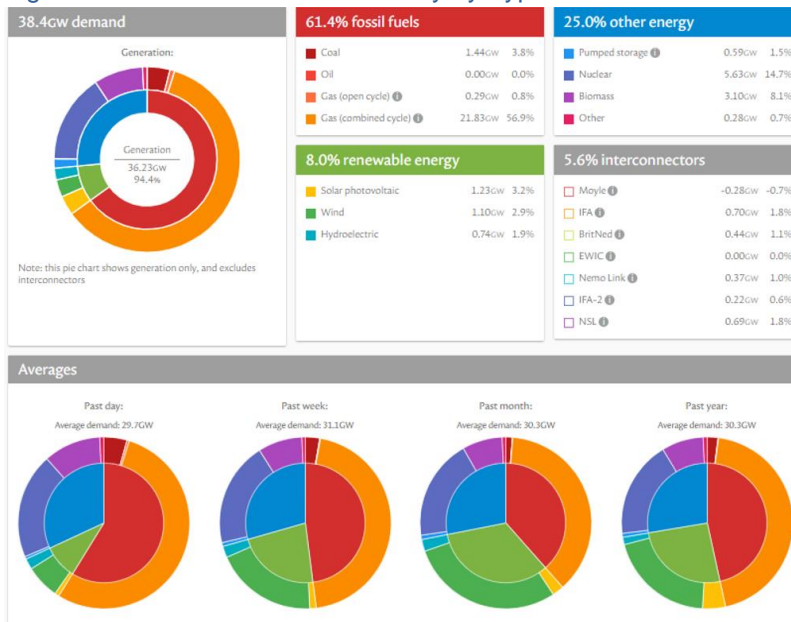 38.4GW demand
Generation:
Generation
36.23GW
94.4%
Note: this pie chart shows generation only, and excludes
interconnectors
61.4% fossil fuels
Coal 1.44GW 3.8%
Oil 0.00GW 0.0%
Gas (open cycle) 0.29GW 0.8%
Gas (combined cycle) 21.83GW 56.9%
25.0% other energy
Pumped storage 0.59GW 1.5%
Nuclear 5.63GW 14.7%
Biomass 3.10GW 8.1%
Other 0.28GW 0.7%
8.0% renewable energy
Solar photovoltaic 1.23GW 3.2%
Wind 1.10GW 2.9%
Hydroelectric 0.74GW 1.9%
5.6% interconnectors
Moyle -0.28GW -0.7%
IFA 0.70GW 1.8%
BritNed 0.44GW 1.1%
EWIC 0.00GW 0.0%
Nemo Link 0.37GW 1.0%
IFA-2 0.22GW 0.6%
NSL 0.69GW 1.8%
Averages
Past day:
Average demand: 29.7GW
Past week:
Average demand: 31.1GW
Past month:
Average demand: 30.3GW
Past year:
Average demand: 30.3GW